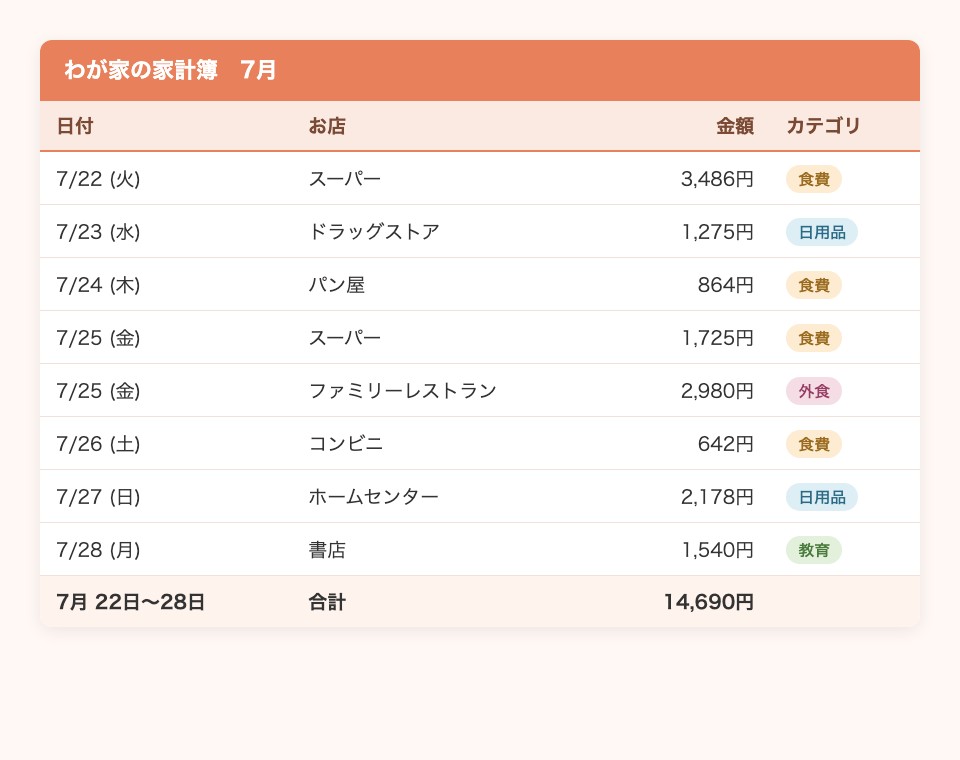 わが家の家計簿　7月
日付 お店 金額 カテゴリ
7/22 (火) スーパー 3,486円 食費
7/23 (水) ドラッグストア 1,275円 日用品
7/24 (木) パン屋 864円 食費
7/25 (金) スーパー 1,725円 食費
7/25 (金) ファミリーレストラン 2,980円 外食
7/26 (土) コンビニ 642円 食費
7/27 (日) ホームセンター 2,178円 日用品
7/28 (月) 書店 1,540円 教育
7月 22日〜28日 合計 14,690円